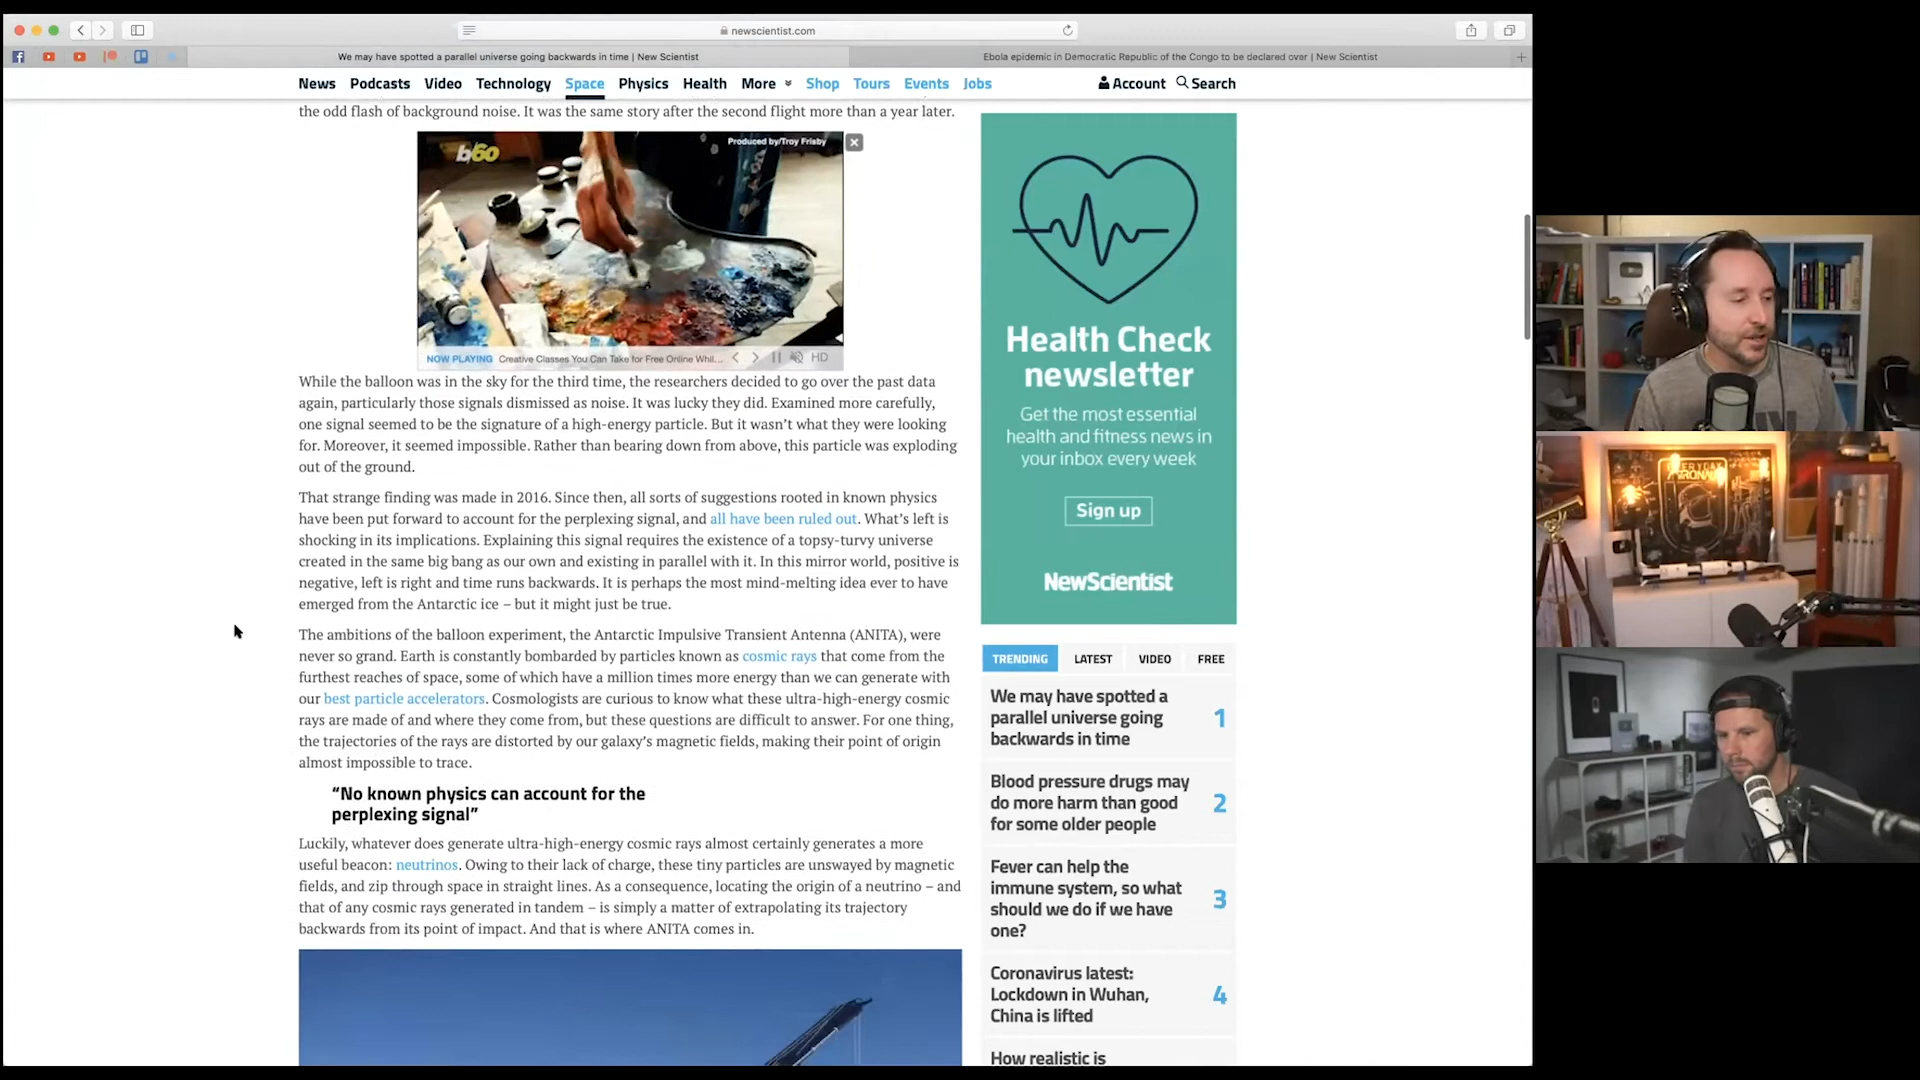 newscientist.com
We may have spotted a parallel universe going backwards in time | New Scientist
Ebola epidemic in Democratic Republic of the Congo to be declared over | New Scientist
News Podcasts Video Technology Space Physics Health More Shop Tours Events Jobs Account Search
the odd flash of background noise. It was the same story after the second flight more than a year later.
b/60
Produced by/Troy Frisby
NOW PLAYING Creative Classes You Can Take for Free Online Whil... HD
While the balloon was in the sky for the third time, the researchers decided to go over the past data
again, particularly those signals dismissed as noise. It was lucky they did. Examined more carefully,
one signal seemed to be the signature of a high-energy particle. But it wasn’t what they were looking
for. Moreover, it seemed impossible. Rather than bearing down from above, this particle was exploding
out of the ground.
That strange finding was made in 2016. Since then, all sorts of suggestions rooted in known physics
have been put forward to account for the perplexing signal, and all have been ruled out. What’s left is
shocking in its implications. Explaining this signal requires the existence of a topsy-turvy universe
created in the same big bang as our own and existing in parallel with it. In this mirror world, positive is
negative, left is right and time runs backwards. It is perhaps the most mind-melting idea ever to have
emerged from the Antarctic ice – but it might just be true.
The ambitions of the balloon experiment, the Antarctic Impulsive Transient Antenna (ANITA), were
never so grand. Earth is constantly bombarded by particles known as cosmic rays that come from the
furthest reaches of space, some of which have a million times more energy than we can generate with
our best particle accelerators. Cosmologists are curious to know what these ultra-high-energy cosmic
rays are made of and where they come from, but these questions are difficult to answer. For one thing,
the trajectories of the rays are distorted by our galaxy’s magnetic fields, making their point of origin
almost impossible to trace.
“No known physics can account for the
perplexing signal”
Luckily, whatever does generate ultra-high-energy cosmic rays almost certainly generates a more
useful beacon: neutrinos. Owing to their lack of charge, these tiny particles are unswayed by magnetic
fields, and zip through space in straight lines. As a consequence, locating the origin of a neutrino – and
that of any cosmic rays generated in tandem – is simply a matter of extrapolating its trajectory
backwards from its point of impact. And that is where ANITA comes in.
Health Check
newsletter
Get the most essential
health and fitness news in
your inbox every week
Sign up
NewScientist
TRENDING LATEST VIDEO FREE
We may have spotted a
parallel universe going
backwards in time
1
Blood pressure drugs may
do more harm than good
for some older people
2
Fever can help the
immune system, so what
should we do if we have
one?
3
Coronavirus latest:
Lockdown in Wuhan,
China is lifted
4
How realistic is
EVERYDAY
ASTRONAUT